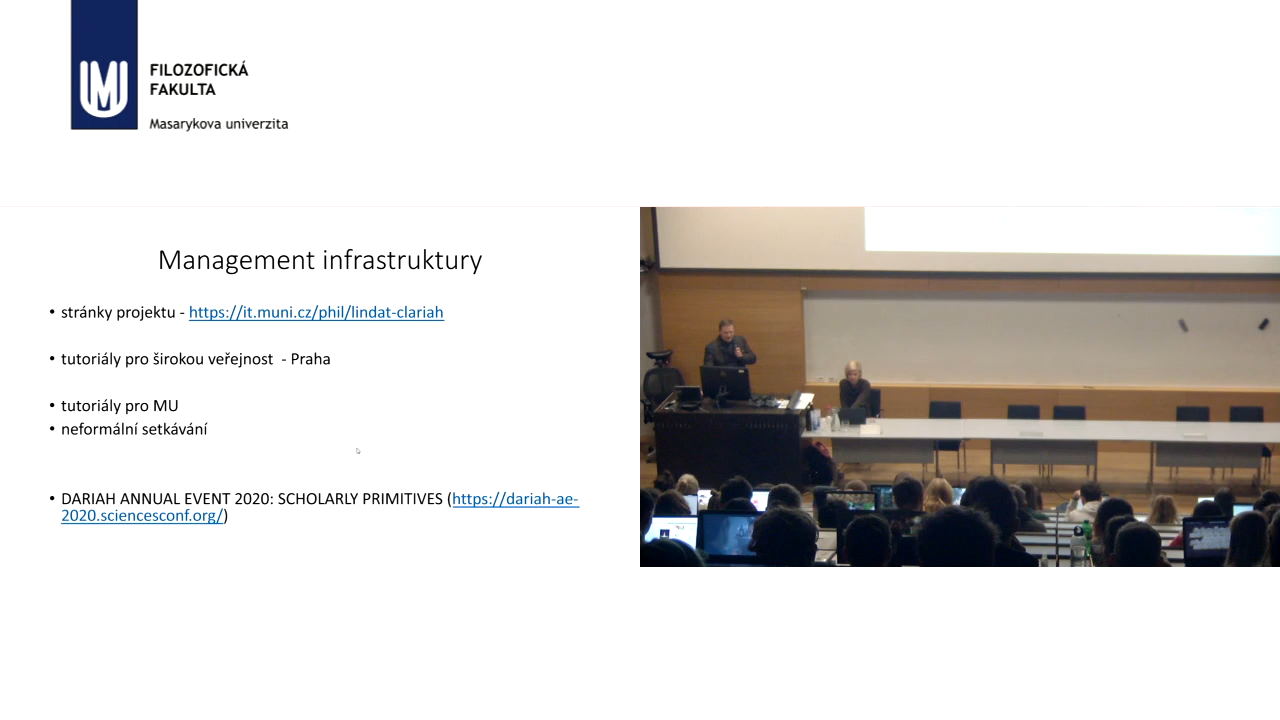 FILOZOFICKÁ
FAKULTA
Masarykova univerzita
Management infrastruktury
• stránky projektu - https://it.muni.cz/phil/lindat-clariah
• tutoriály pro širokou veřejnost - Praha
• tutoriály pro MU
• neformální setkávání
• DARIAH ANNUAL EVENT 2020: SCHOLARLY PRIMITIVES (https://dariah-ae-
2020.sciencesconf.org/)